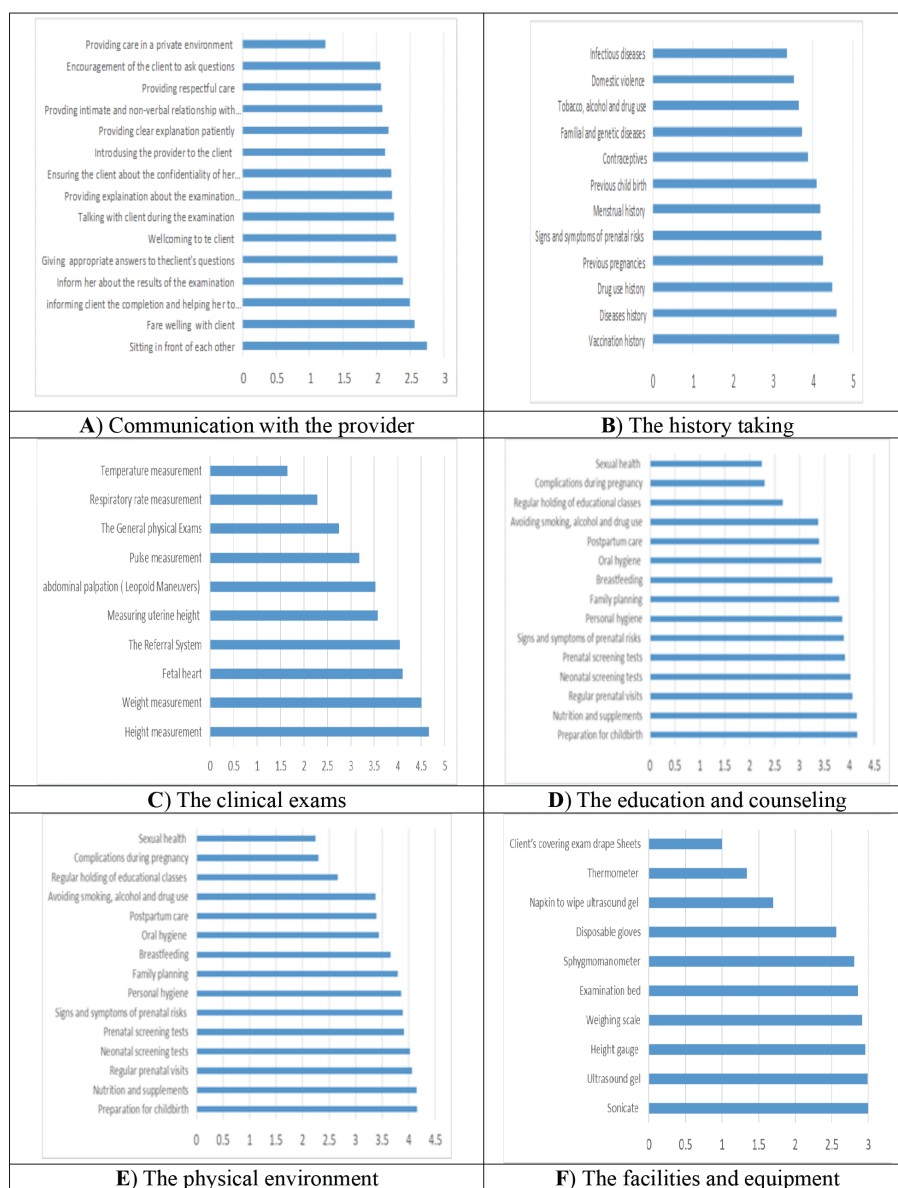 Providing care in a private environment
Encouragement of the client to ask questions
Providing respectful care
Provding intimate and non-verbal relationship with...
Providing clear explanation patiently
Introdusing the provider to the client
Ensuring the client about the confidentiality of her...
Providing explaination about the examination...
Talking with client during the examination
Wellcoming to te client
Giving appropriate answers to theclient's questions
Inform her about the results of the examination
informing client the completion and helping her to...
Fare welling with client
Sitting in front of each other
0 0.5 1 1.5 2 2.5 3
A) Communication with the provider
Infectious diseases
Domestic violence
Tobacco, alcohol and drug use
Familial and genetic diseases
Contraceptives
Previous child birth
Menstrual history
Signs and symptoms of prenatal risks
Previous pregnancies
Drug use history
Diseases history
Vaccination history
0 1 2 3 4 5
B) The history taking
Temperature measurement
Respiratory rate measurement
The General physical Exams
Pulse measurement
abdominal palpation ( Leopold Maneuvers)
Measuring uterine height
The Referral System
Fetal heart
Weight measurement
Height measurement
0 0.5 1 1.5 2 2.5 3 3.5 4 4.5 5
C) The clinical exams
Sexual health
Complications during pregnancy
Regular holding of educational classes
Avoiding smoking, alcohol and drug use
Postpartum care
Oral hygiene
Breastfeeding
Family planning
Personal hygiene
Signs and symptoms of prenatal risks
Prenatal screening tests
Neonatal screening tests
Regular prenatal visits
Nutrition and supplements
Preparation for childbirth
0 0.5 1 1.5 2 2.5 3 3.5 4 4.5
D) The education and counseling
Sexual health
Complications during pregnancy
Regular holding of educational classes
Avoiding smoking, alcohol and drug use
Postpartum care
Oral hygiene
Breastfeeding
Family planning
Personal hygiene
Signs and symptoms of prenatal risks
Prenatal screening tests
Neonatal screening tests
Regular prenatal visits
Nutrition and supplements
Preparation for childbirth
0 0.5 1 1.5 2 2.5 3 3.5 4 4.5
E) The physical environment
Client's covering exam drape Sheets
Thermometer
Napkin to wipe ultrasound gel
Disposable gloves
Sphygmomanometer
Examination bed
Weighing scale
Height gauge
Ultrasound gel
Sonicate
0 0.5 1 1.5 2 2.5 3
F) The facilities and equipment